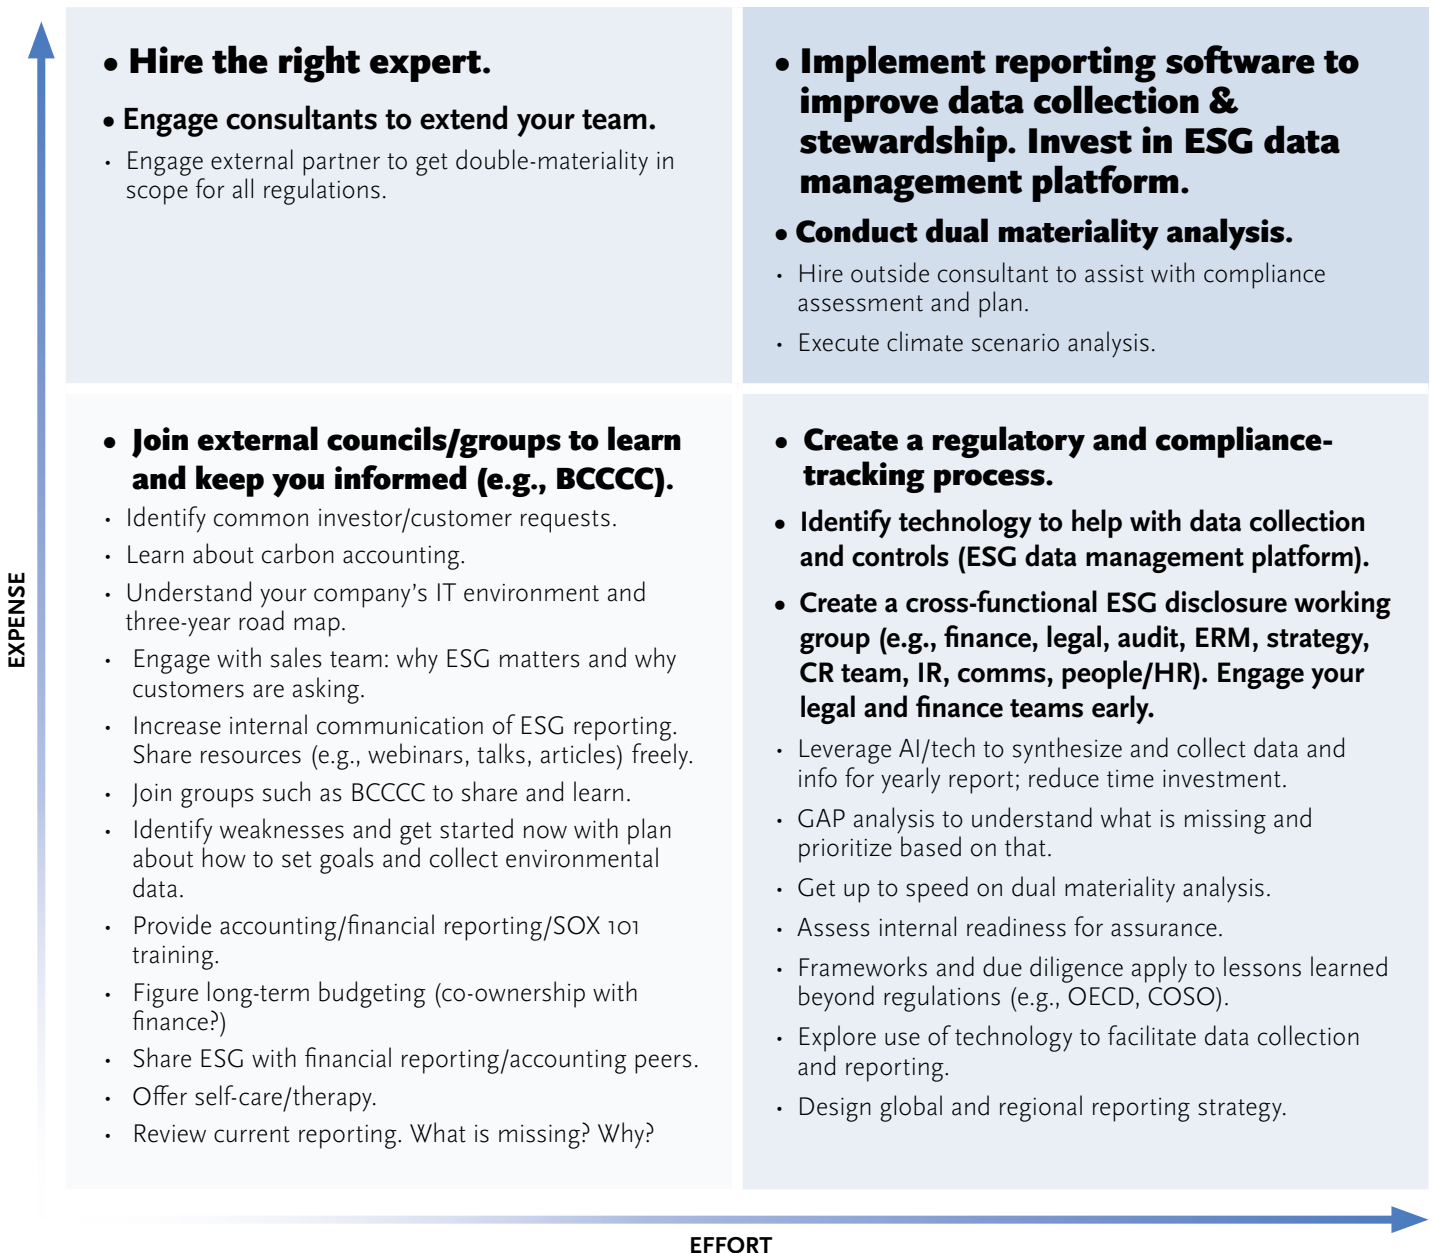 • Hire the right expert.
• Engage consultants to extend your team.
• Engage external partner to get double-materiality in
scope for all regulations.
• Implement reporting software to
improve data collection &
stewardship. Invest in ESG data
management platform.
• Conduct dual materiality analysis.
• Hire outside consultant to assist with compliance
assessment and plan.
• Execute climate scenario analysis.
EXPENSE
• Join external councils/groups to learn
and keep you informed (e.g., BCCCC).
• Identify common investor/customer requests.
• Learn about carbon accounting.
• Understand your company’s IT environment and
three-year road map.
• Engage with sales team: why ESG matters and why
customers are asking.
• Increase internal communication of ESG reporting.
Share resources (e.g., webinars, talks, articles) freely.
• Join groups such as BCCCC to share and learn.
• Identify weaknesses and get started now with plan
about how to set goals and collect environmental
data.
• Provide accounting/financial reporting/SOX 101
training.
• Figure long-term budgeting (co-ownership with
finance?)
• Share ESG with financial reporting/accounting peers.
• Offer self-care/therapy.
• Review current reporting. What is missing? Why?
• Create a regulatory and compliance-
tracking process.
• Identify technology to help with data collection
and controls (ESG data management platform).
• Create a cross-functional ESG disclosure working
group (e.g., finance, legal, audit, ERM, strategy,
CR team, IR, comms, people/HR). Engage your
legal and finance teams early.
• Leverage AI/tech to synthesize and collect data and
info for yearly report; reduce time investment.
• GAP analysis to understand what is missing and
prioritize based on that.
• Get up to speed on dual materiality analysis.
• Assess internal readiness for assurance.
• Frameworks and due diligence apply to lessons learned
beyond regulations (e.g., OECD, COSO).
• Explore use of technology to facilitate data collection
and reporting.
• Design global and regional reporting strategy.
EFFORT